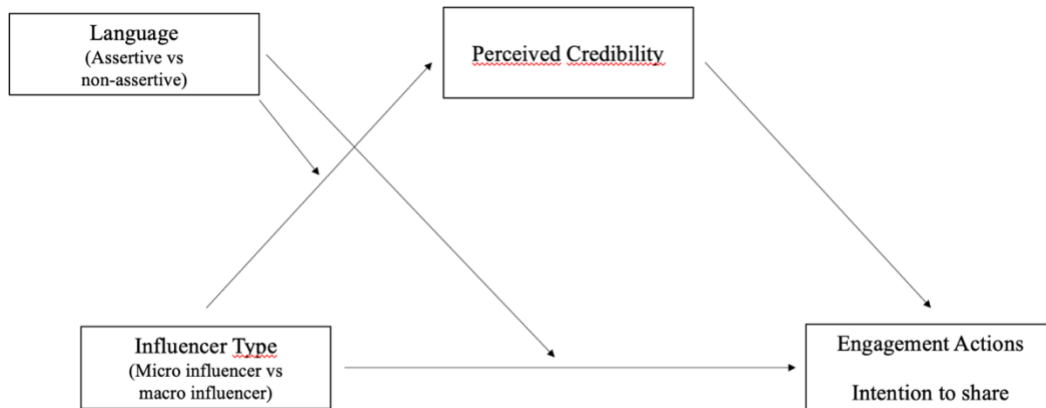 Language
(Assertive vs
non-assertive)
Perceived Credibility
Influencer Type
(Micro influencer vs
macro influencer)
Engagement Actions
Intention to share